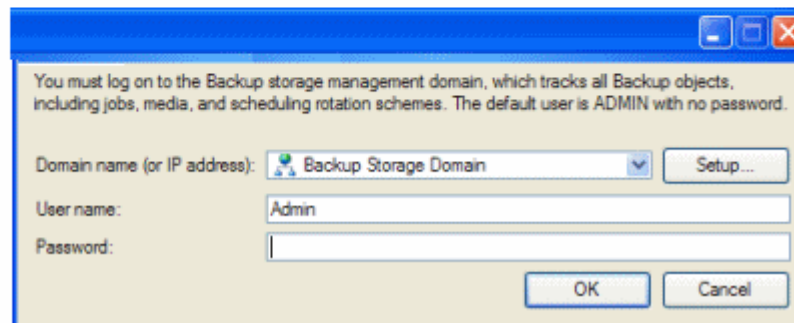 You must log on to the Backup storage management domain, which tracks all Backup objects,
including jobs, media, and scheduling rotation schemes. The default user is ADMIN with no password.
Domain name (or IP address): Backup Storage Domain Setup...
User name: Admin
Password:
OK Cancel